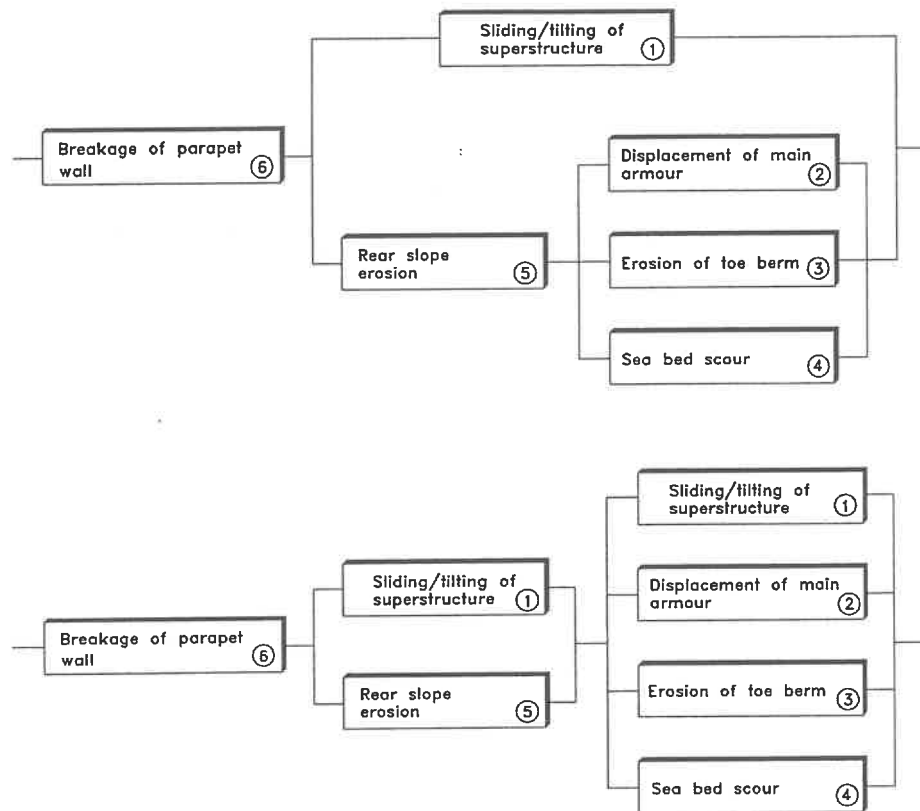 Sliding/tilting of
superstructure 1
Breakage of parapet
wall 6
Displacement of main
armour 2
Rear slope
erosion 5
Erosion of toe berm 3
Sea bed scour 4
Sliding/tilting of
superstructure 1
Sliding/tilting of
superstructure 1
Displacement of main
armour 2
Breakage of parapet
wall 6
Rear slope
erosion 5
Erosion of toe berm 3
Sea bed scour 4